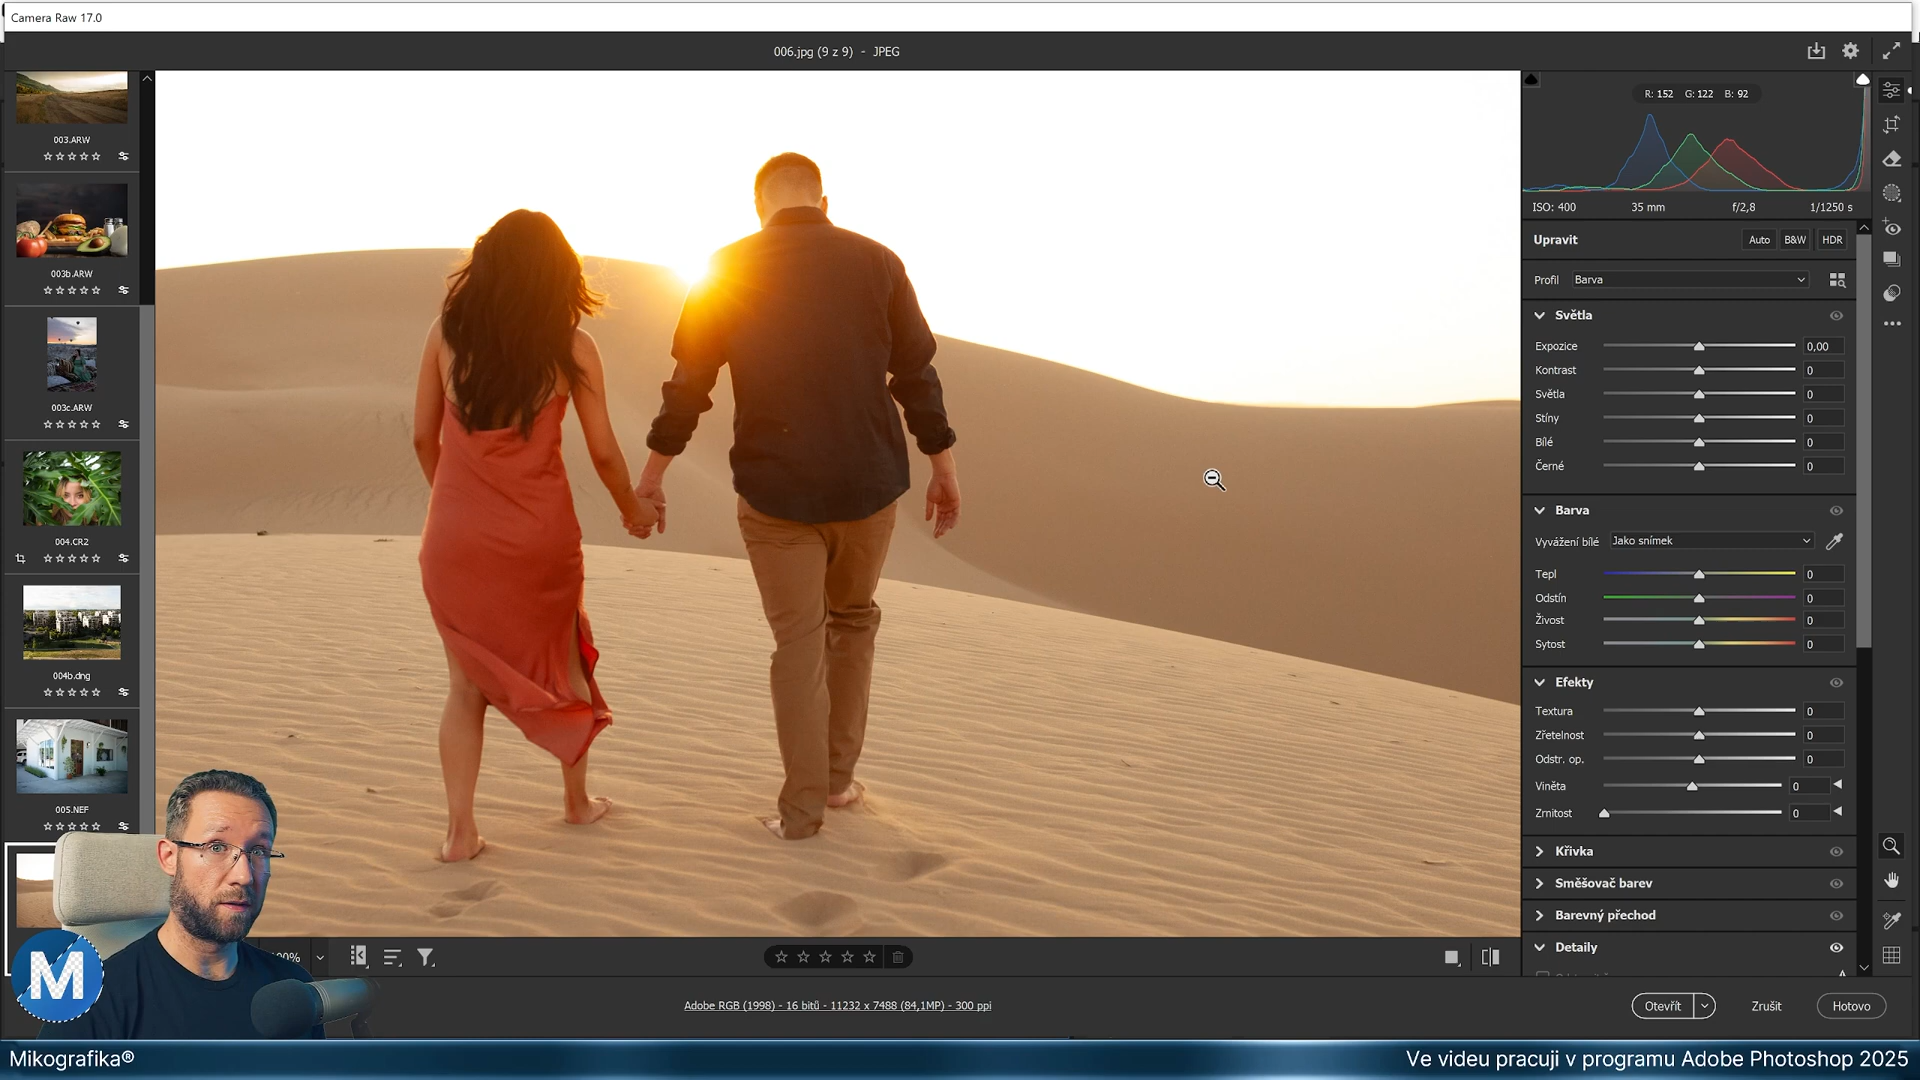 Camera Raw 17.0
006.jpg (9 z 9) - JPEG
003.ARW
003b.ARW
003c.ARW
004.CR2
004b.dng
005.NEF
R: 152 G: 122 B: 92
ISO: 400 35 mm f/2,8 1/1250 s
Upravit Auto B&W HDR
Profil Barva
Světla
Expozice 0,00
Kontrast 0
Světla 0
Stíny 0
Bílé 0
Černé 0
Barva
Vyvážení bílé Jako snímek
Tepl 0
Odstín 0
Živost 0
Sytost 0
Efekty
Textura 0
Zřetelnost 0
Odstr. op. 0
Viněta 0
Zrnitost 0
Křivka
Směšovač barev
Barevný přechod
Detaily
Adobe RGB (1998) - 16 bitů - 11232 x 7488 (84,1MP) - 300 ppi
Otevřít Zrušit Hotovo
M
Mikografika®
Ve videu pracuji v programu Adobe Photoshop 2025